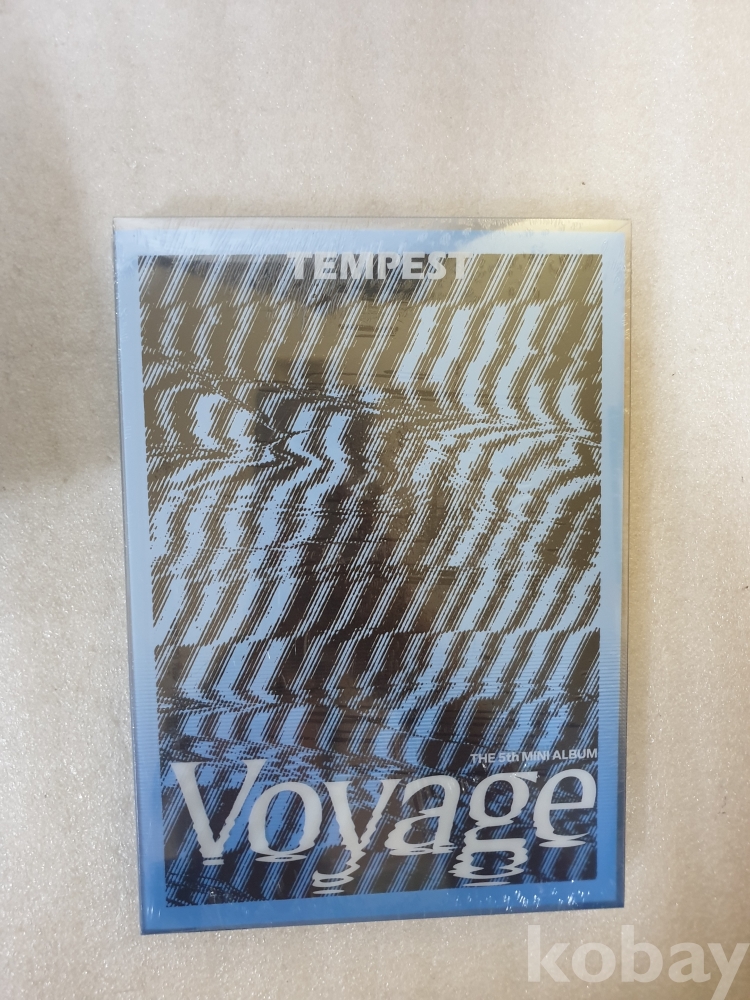 TEMPEST
THE 5th MINI ALBUM
Voyage
kobay